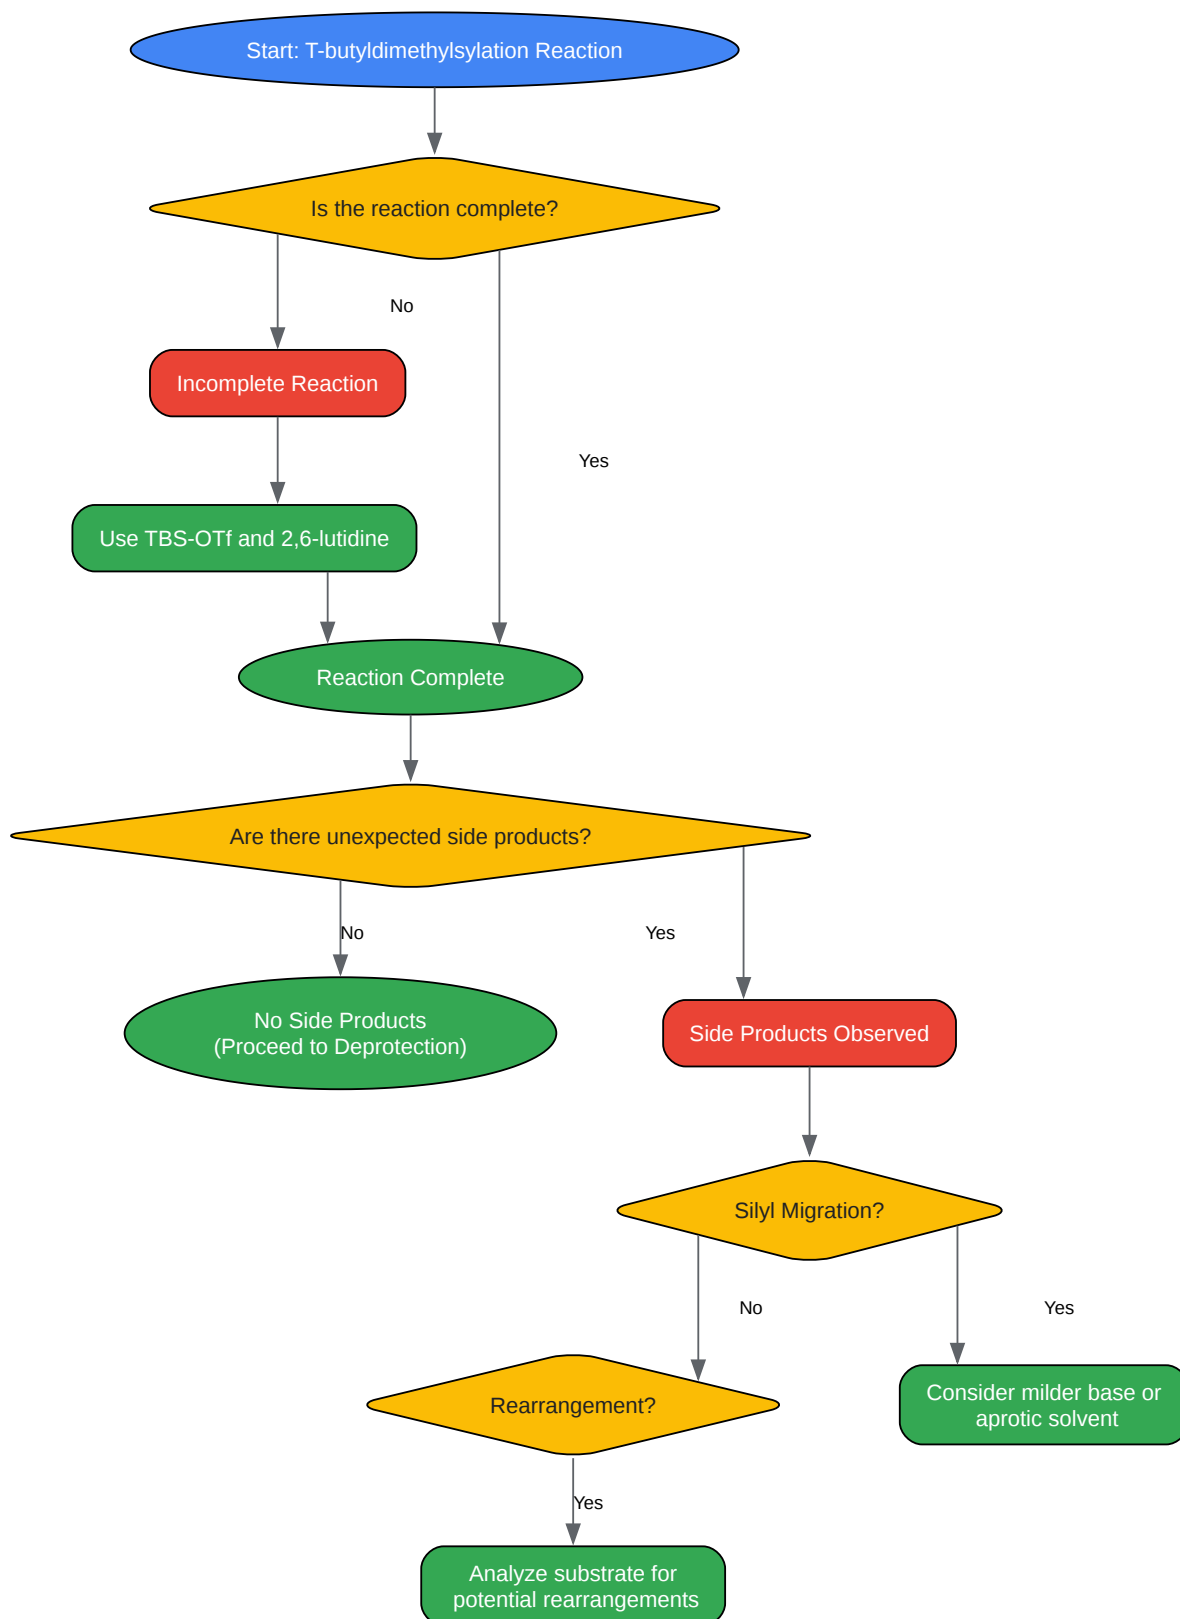 Start: T-butyldimethylsylation Reaction
Is the reaction complete?
No
Incomplete Reaction
Yes
Use TBS-OTf and 2,6-lutidine
Reaction Complete
Are there unexpected side products?
No
Yes
No Side Products
(Proceed to Deprotection)
Side Products Observed
Silyl Migration?
No
Yes
Rearrangement?
Consider milder base or
aprotic solvent
Yes
Analyze substrate for
potential rearrangements